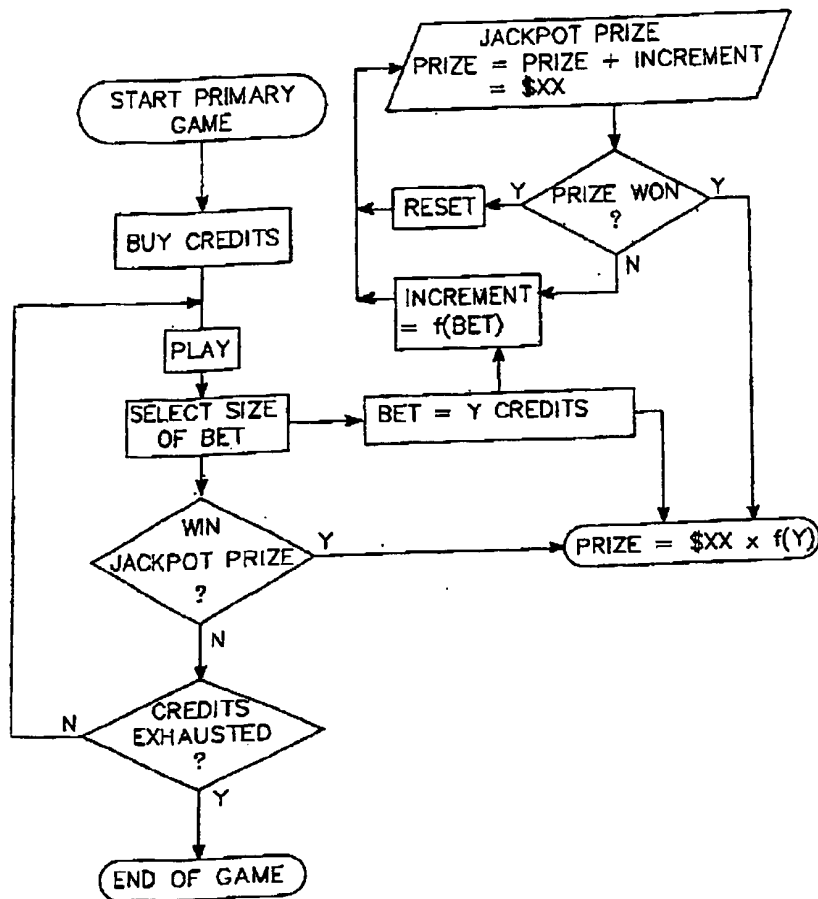 START PRIMARY
GAME
BUY CREDITS
PLAY
SELECT SIZE
OF BET
WIN
JACKPOT PRIZE
?
Y
N
CREDITS
EXHAUSTED
?
N
Y
END OF GAME
JACKPOT PRIZE
PRIZE = PRIZE + INCREMENT
= $XX
PRIZE WON
?
Y
Y
N
RESET
INCREMENT
= f(BET)
BET = Y CREDITS
PRIZE = $XX x f(Y)